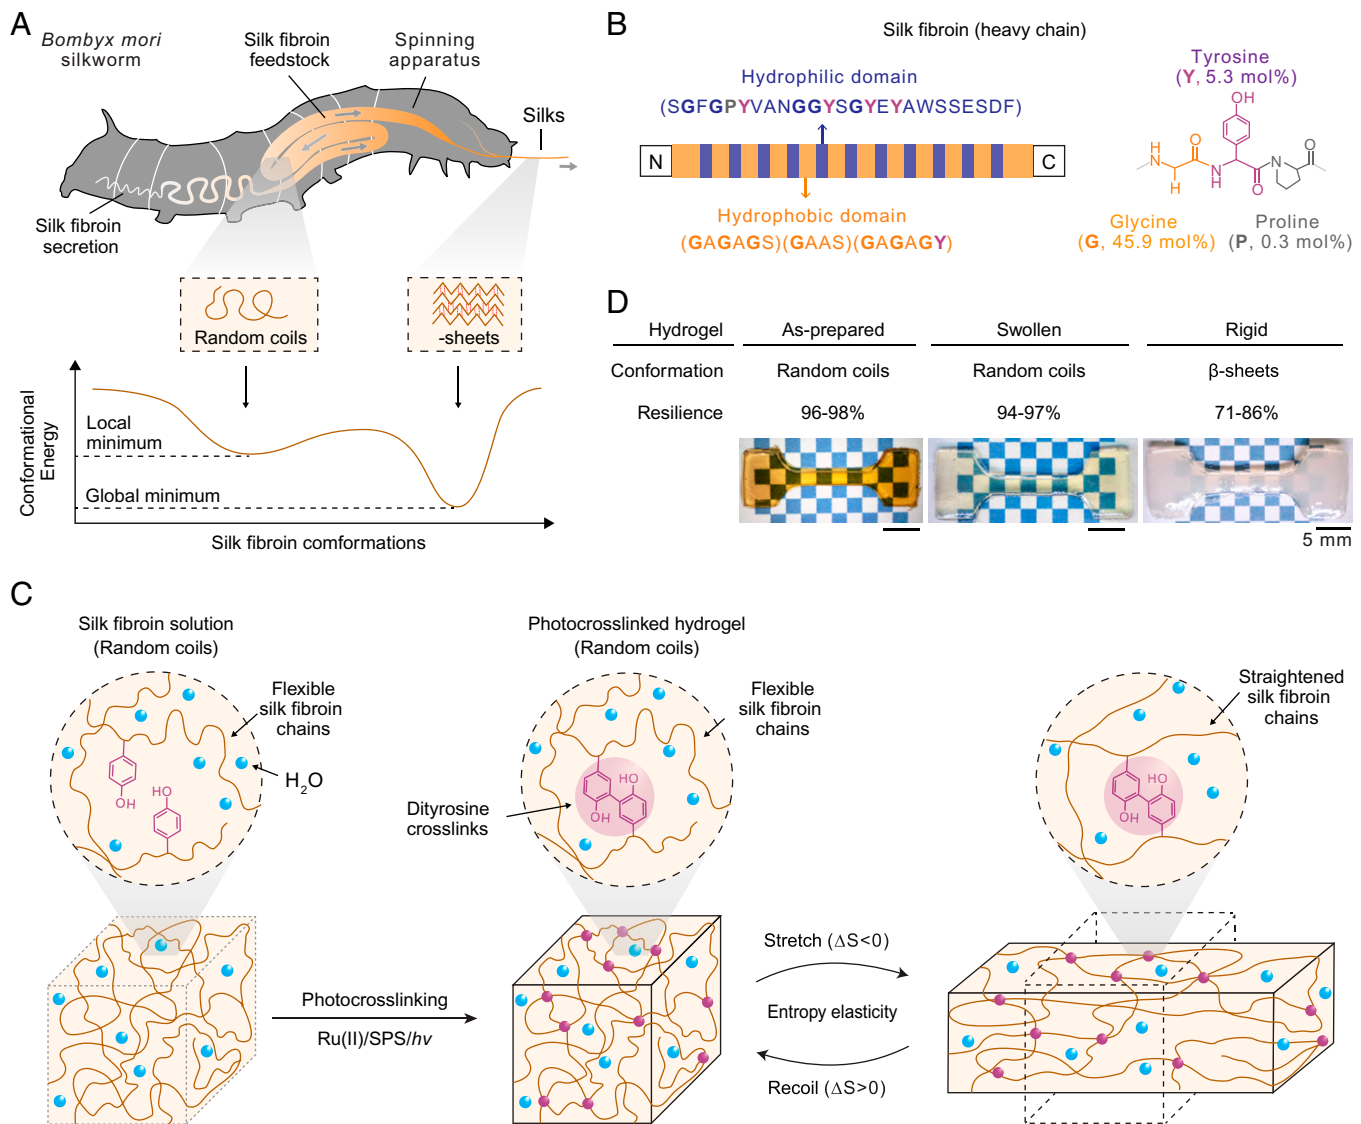 A
Bombyx mori
silkworm
Silk fibroin
feedstock
Spinning
apparatus
Silks
Silk fibroin
secretion
Random coils
-sheets
Conformational
Energy
Local
minimum
Global minimum
Silk fibroin comformations
B
Silk fibroin (heavy chain)
Hydrophilic domain
(SGFGPYVANGGYSGYEYAWSSESDF)
N
C
Hydrophobic domain
(GAGAGS)(GAAS)(GAGAGY)
Tyrosine
(Y, 5.3 mol%)
OH
H
N
O
O
N
H
N
O
H
Glycine
(G, 45.9 mol%)
Proline
(P, 0.3 mol%)
D
Hydrogel As-prepared Swollen Rigid
Conformation Random coils Random coils β-sheets
Resilience 96-98% 94-97% 71-86%
5 mm
C
Silk fibroin solution
(Random coils)
Flexible
silk fibroin
chains
H2O
OH
HO
Photocrosslinked hydrogel
(Random coils)
Flexible
silk fibroin
chains
Dityrosine
crosslinks
HO
OH
Straightened
silk fibroin
chains
HO
OH
Photocrosslinking
Ru(II)/SPS/hv
Stretch (ΔS<0)
Entropy elasticity
Recoil (ΔS>0)